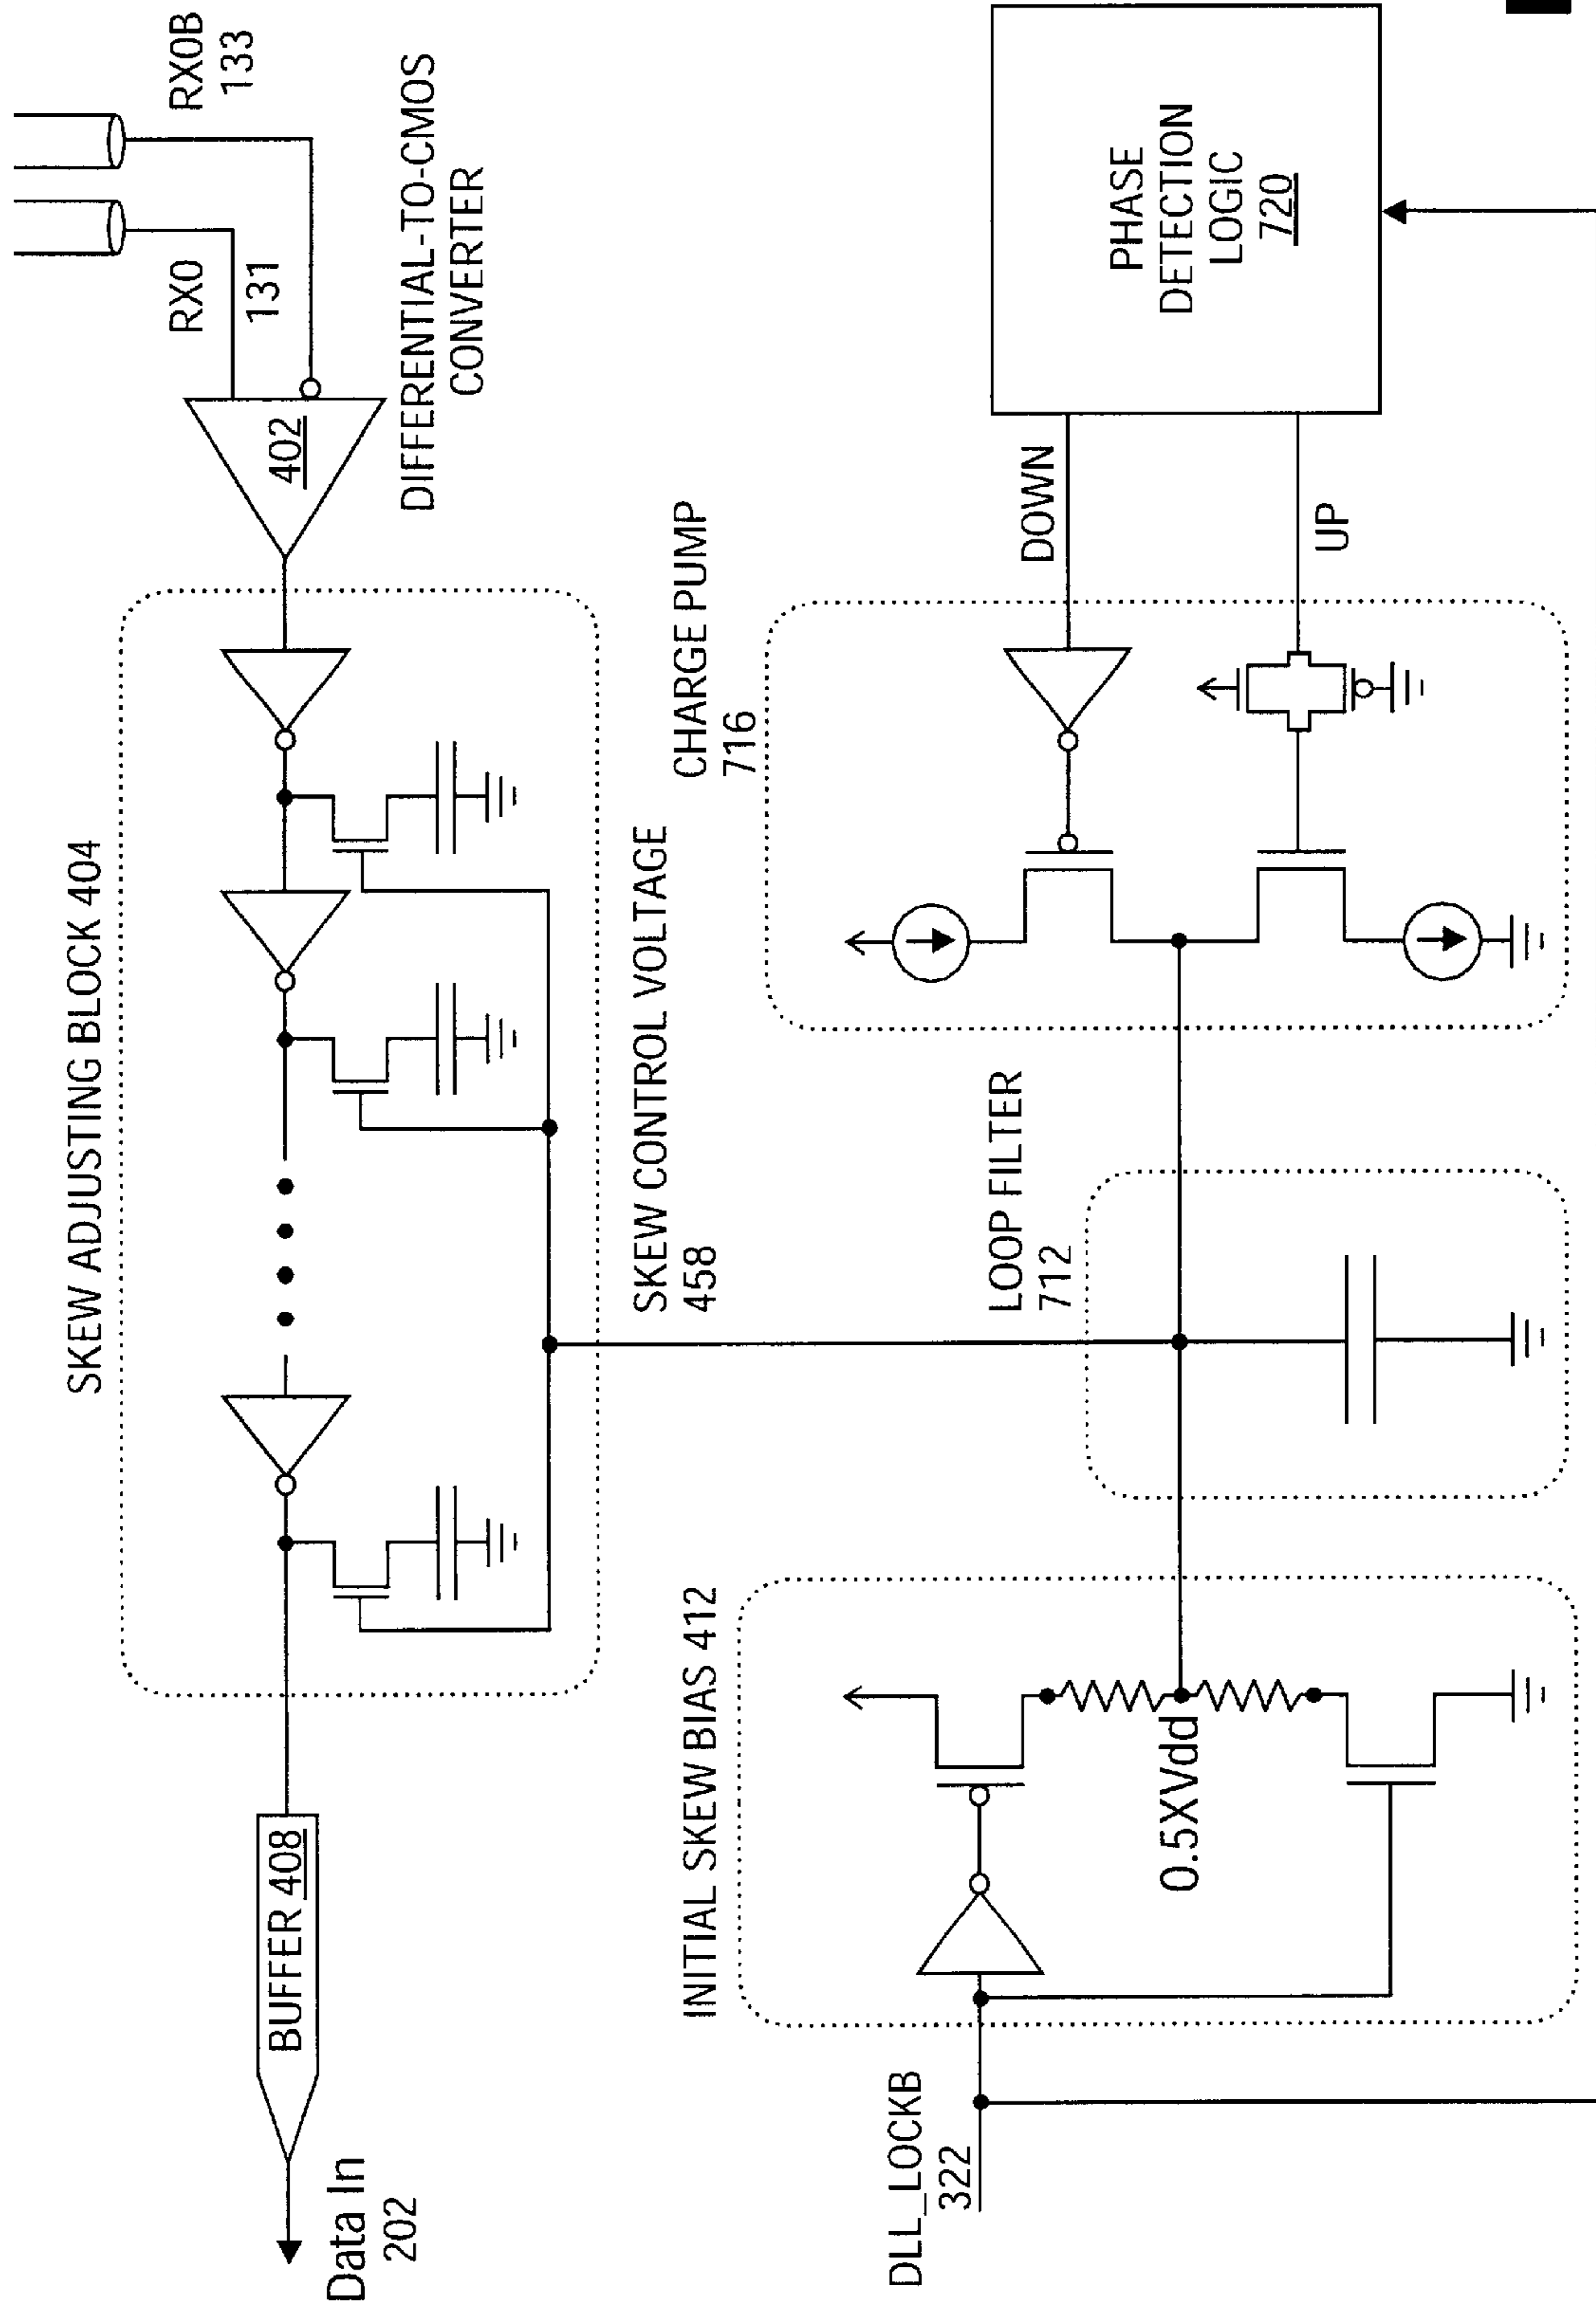 RX0B
133
RX0
131
402
DIFFERENTIAL-TO-CMOS
CONVERTER
SKEW ADJUSTING BLOCK 404
BUFFER 408
Data In
202
SKEW CONTROL VOLTAGE
458
CHARGE PUMP
716
DOWN
UP
PHASE
DETECTION
LOGIC
720
LOOP FILTER
712
INITIAL SKEW BIAS 412
0.5XVdd
DLL_LOCKB
322